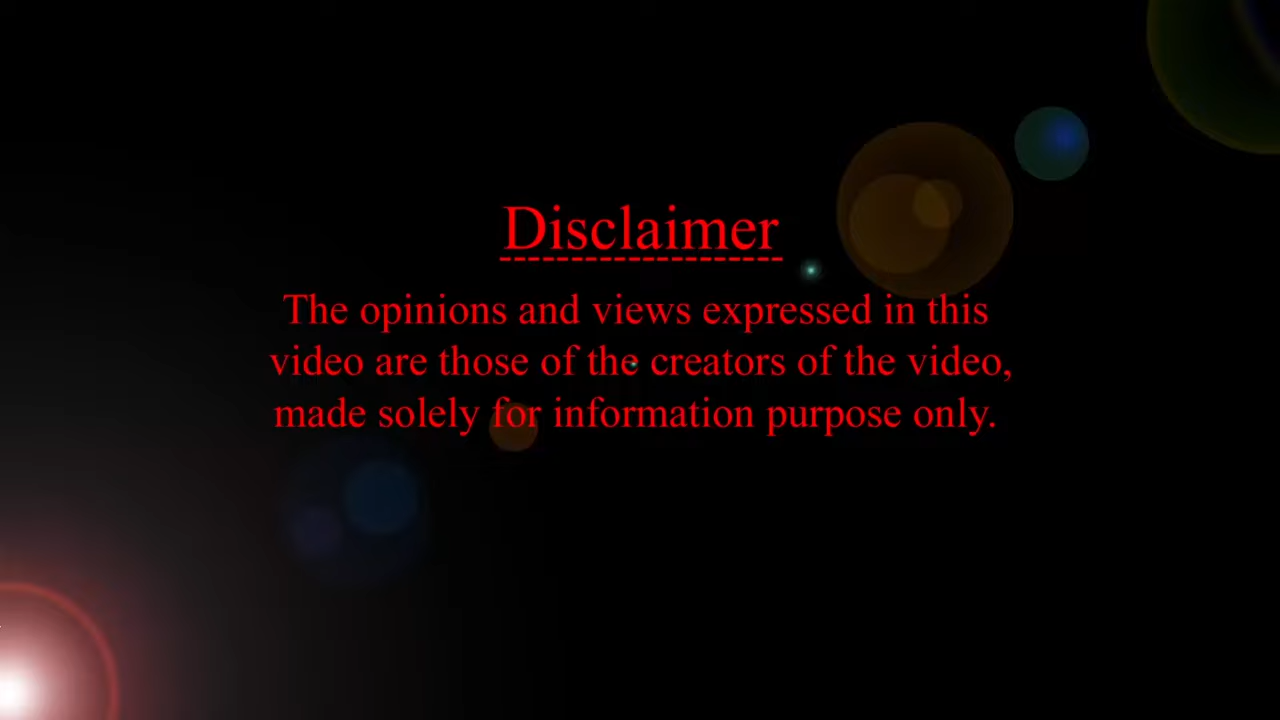 Disclaimer
The opinions and views expressed in this
video are those of the creators of the video,
made solely for information purpose only.